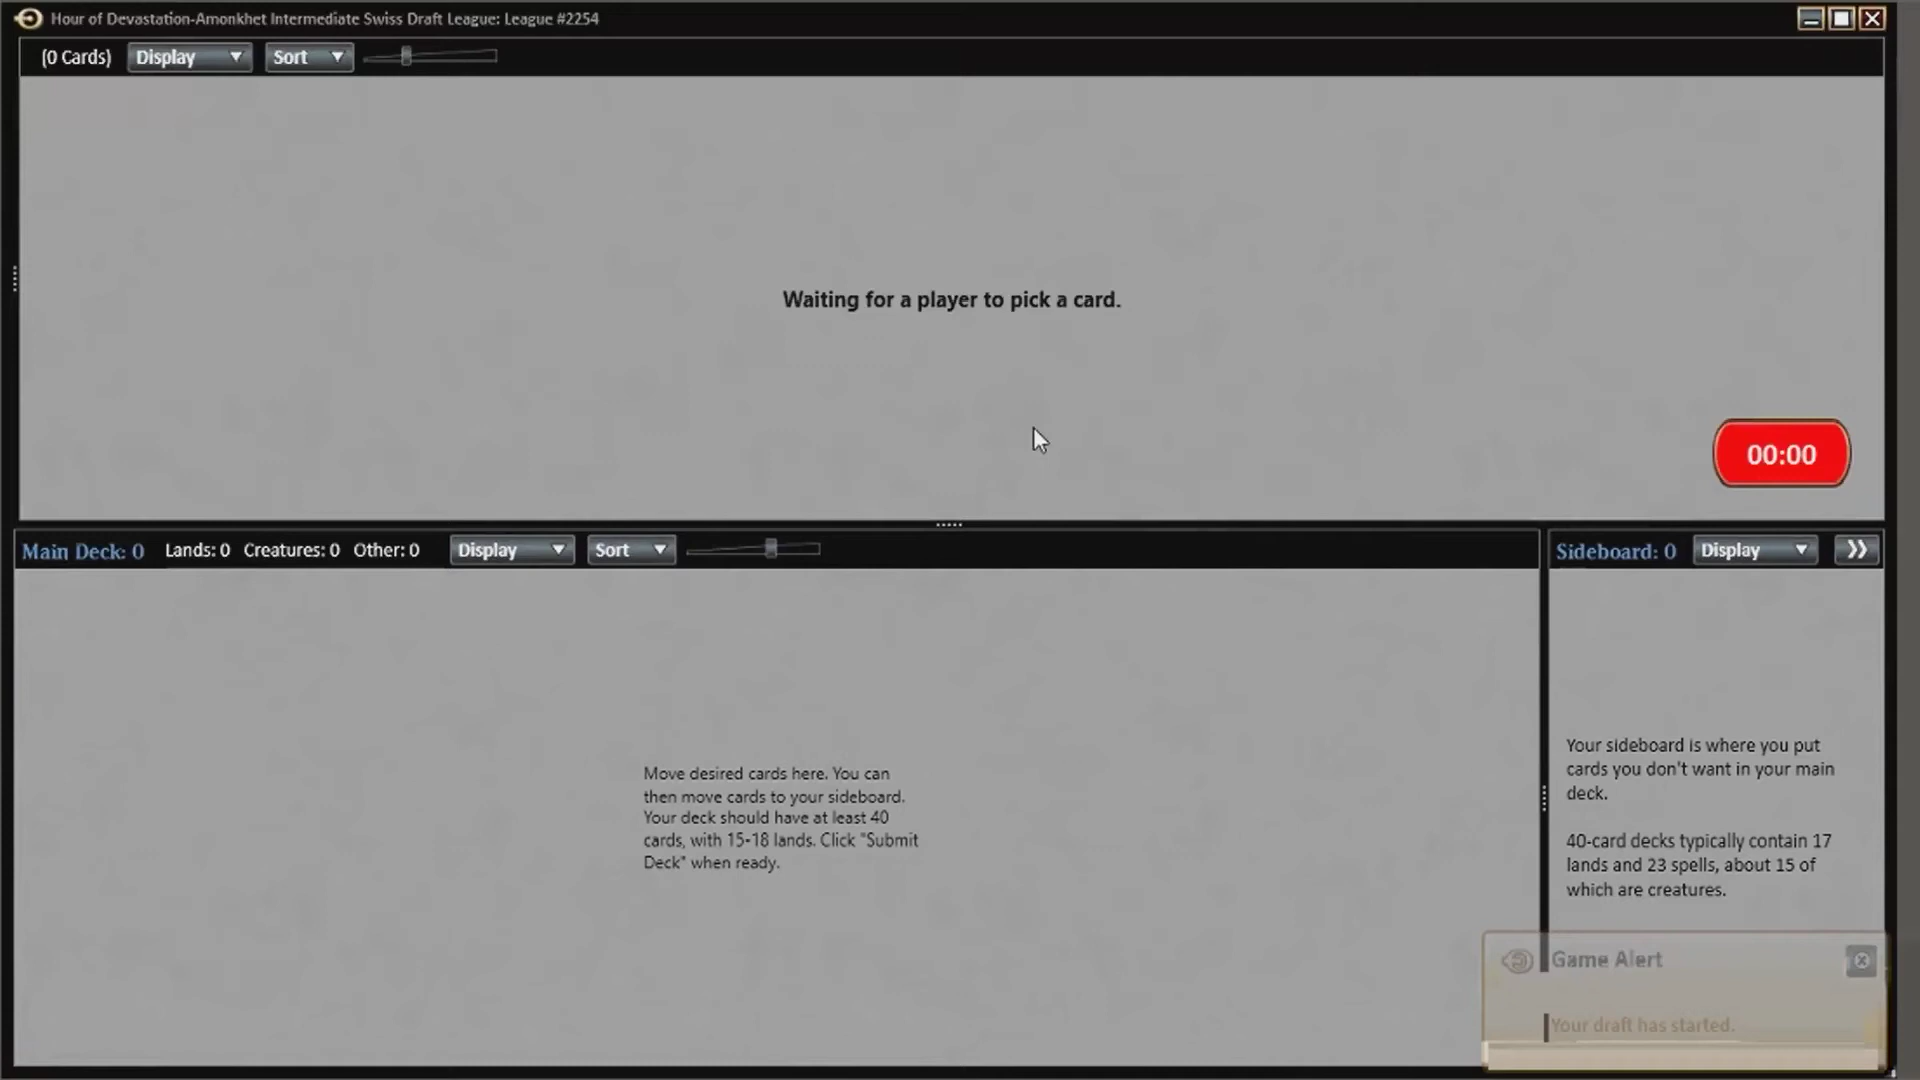 Hour of Devastation-Amonkhet Intermediate Swiss Draft League: League #2254
(0 Cards) Display Sort
Waiting for a player to pick a card.
00:00
Main Deck: 0 Lands: 0 Creatures: 0 Other: 0 Display Sort
Sideboard: 0 Display
Move desired cards here. You can
then move cards to your sideboard.
Your deck should have at least 40
cards, with 15-18 lands. Click "Submit
Deck" when ready.
Your sideboard is where you put
cards you don't want in your main
deck.
40-card decks typically contain 17
lands and 23 spells, about 15 of
which are creatures.
Game Alert
Your draft has started.